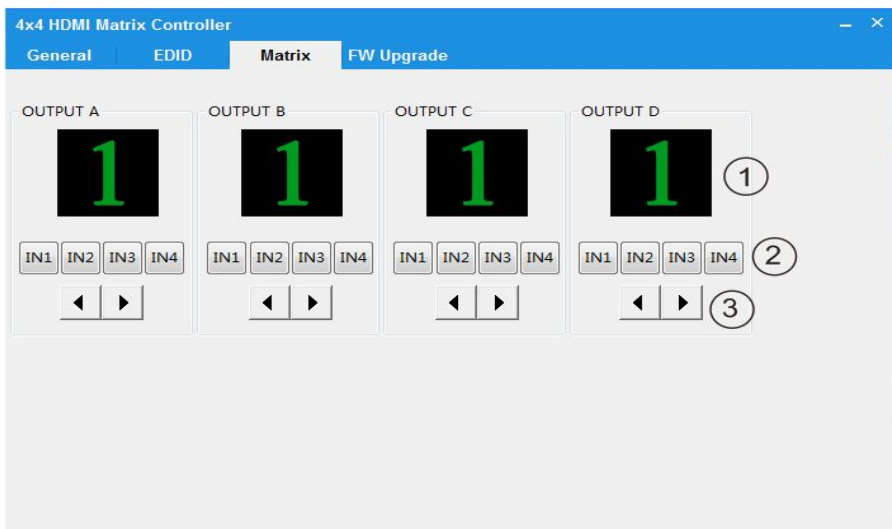 4x4 HDMI Matrix Controller
General EDID Matrix FW Upgrade
OUTPUT A OUTPUT B OUTPUT C OUTPUT D
1 1 1 1 1
IN1 IN2 IN3 IN4 IN1 IN2 IN3 IN4 IN1 IN2 IN3 IN4 IN1 IN2 IN3 IN4 2
3